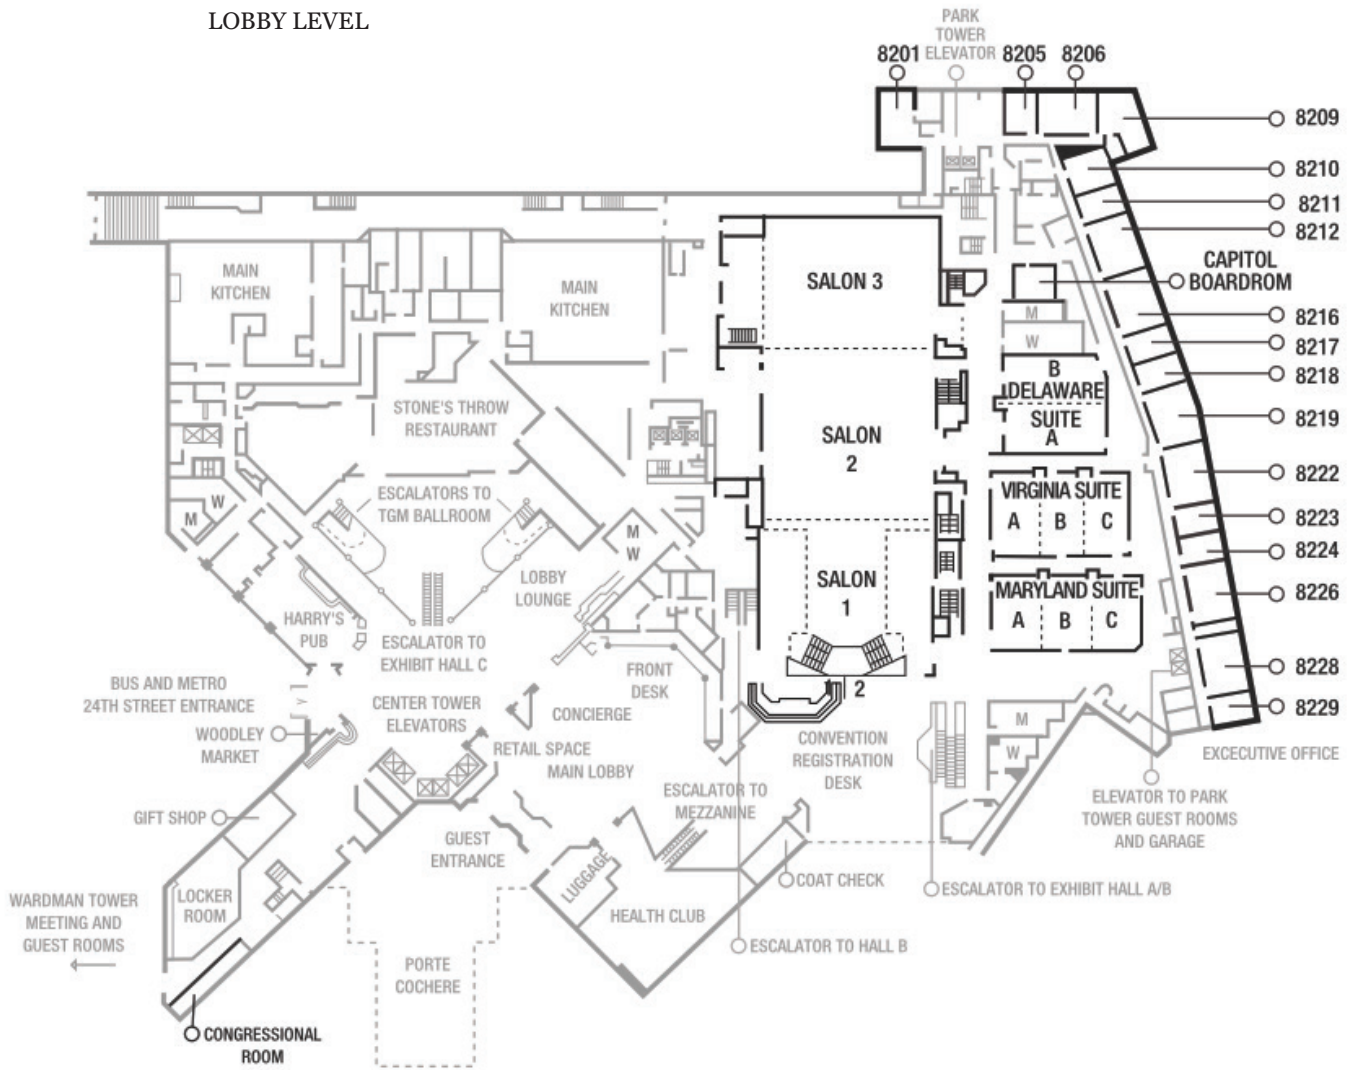 LOBBY LEVEL
PARK
TOWER
ELEVATOR
8201
8205
8206
8209
8210
8211
8212
CAPITOL
BOARDROM
8216
8217
8218
8219
8222
8223
8224
8226
8228
8229
EXCECUTIVE OFFICE
MAIN
KITCHEN
MAIN
KITCHEN
SALON 3
M
W
B
DELAWARE
SUITE
A
STONE'S THROW
RESTAURANT
SALON
2
VIRGINIA SUITE
A B C
ESCALATORS TO
TGM BALLROOM
W
M
M
W
LOBBY
LOUNGE
SALON
1
MARYLAND SUITE
A B C
HARRY'S
PUB
ESCALATOR TO
EXHIBIT HALL C
FRONT
DESK
2
BUS AND METRO
24TH STREET ENTRANCE
CENTER TOWER
ELEVATORS
CONCIERGE
WOODLEY
MARKET
RETAIL SPACE
MAIN LOBBY
CONVENTION
REGISTRATION
DESK
M
W
ESCALATOR TO
MEZZANINE
ELEVATOR TO PARK
TOWER GUEST ROOMS
AND GARAGE
GIFT SHOP
GUEST
ENTRANCE
LUGGAGE
COAT CHECK
ESCALATOR TO EXHIBIT HALL A/B
WARDMAN TOWER
MEETING AND
GUEST ROOMS
LOCKER
ROOM
HEALTH CLUB
ESCALATOR TO HALL B
PORTE
COCHERE
CONGRESSIONAL
ROOM